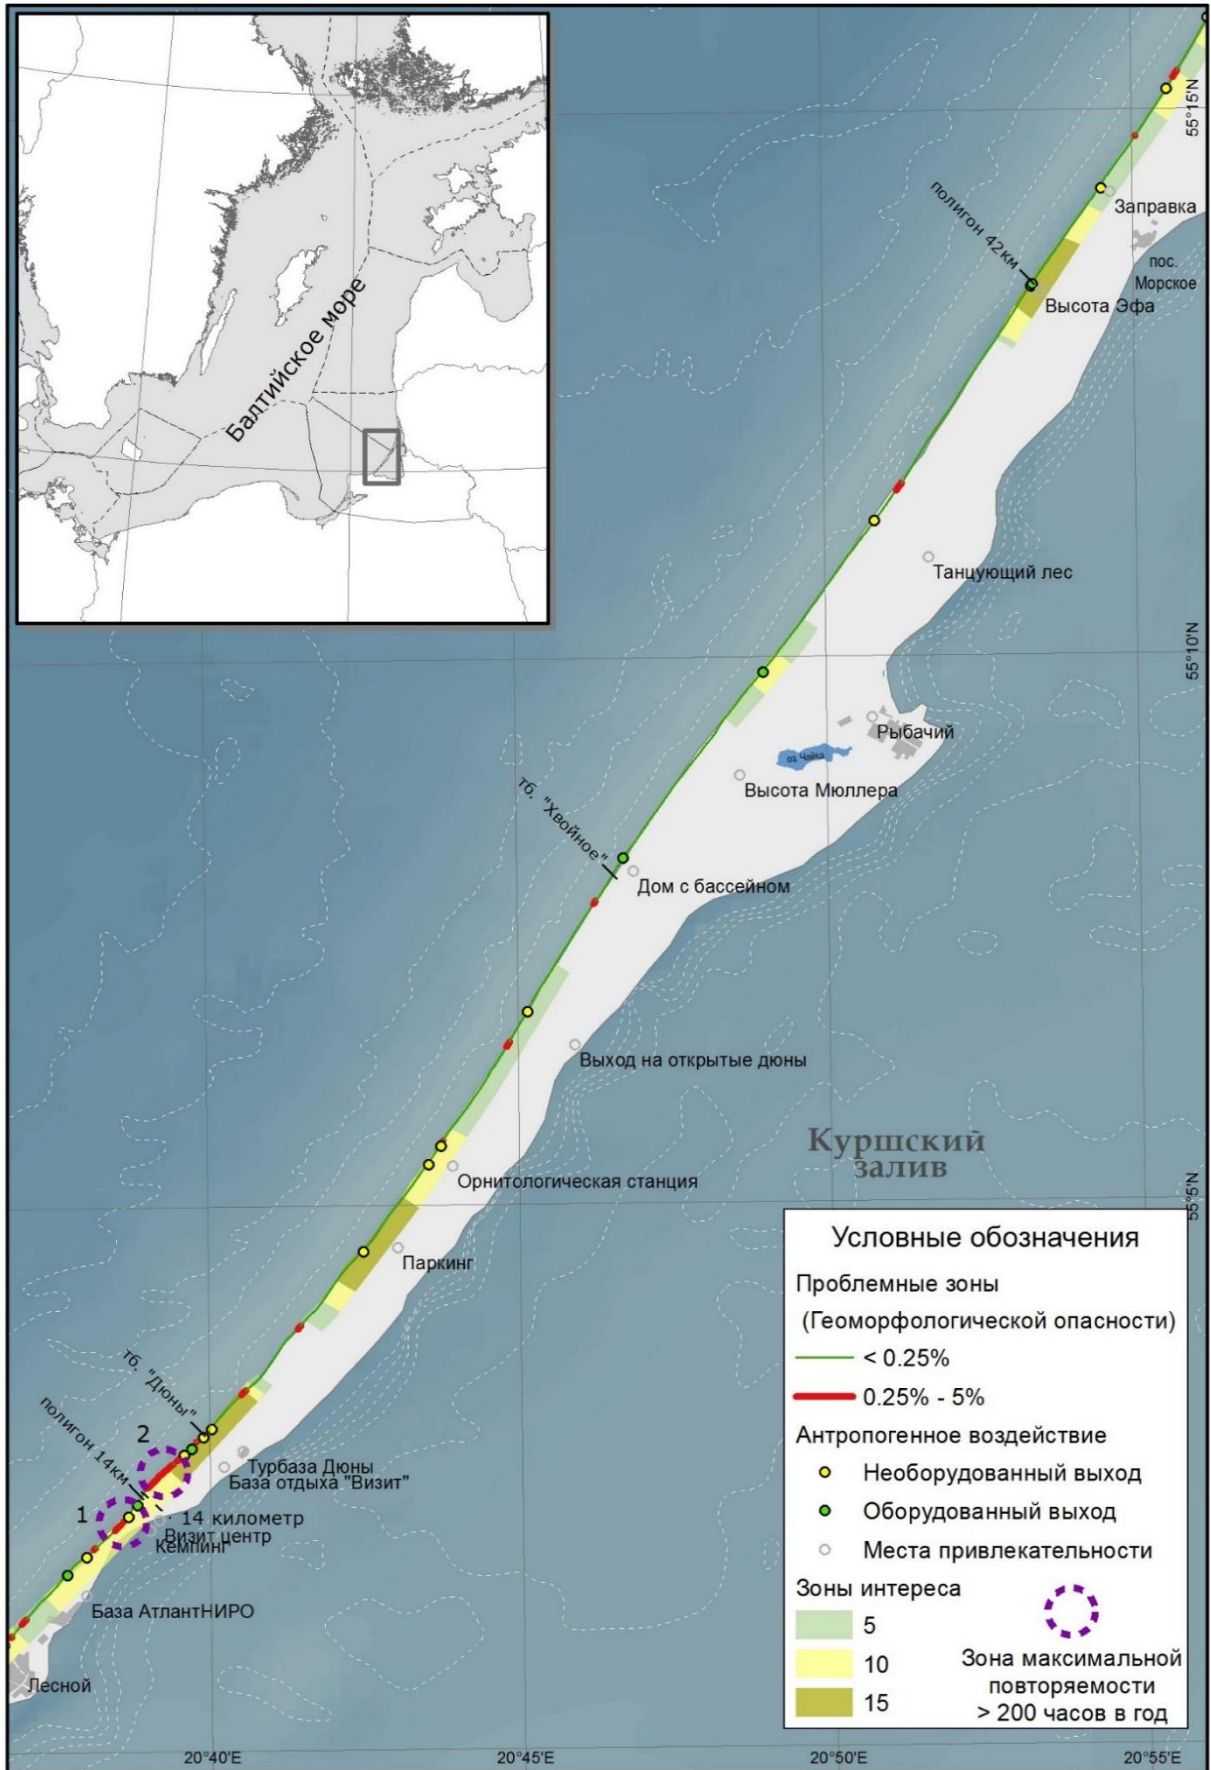 Балтийское море
55°15'N
полигон 42км
Заправка
пос.
Морское
Высота Эфа
Танцующий лес
55°10'N
Рыбачий
оз Чайка
Высота Мюллера
тб. "Хвойное"
Дом с бассейном
Выход на открытые дюны
Куршский
залив
Орнитологическая станция
55°5'N
Паркинг
тб. "Дюны"
полигон 14км
2
Турбаза Дюны
База отдыха "Визит"
1
14 километр
Визит центр
Кемпинг
База АтлантНИРО
Лесной
Условные обозначения
Проблемные зоны
(Геоморфологической опасности)
< 0.25%
0.25% - 5%
Антропогенное воздействие
Необорудованный выход
Оборудованный выход
Места привлекательности
Зоны интереса
5
10
15
Зона максимальной
повторяемости
> 200 часов в год
20°40'E
20°45'E
20°50'E
20°55'E